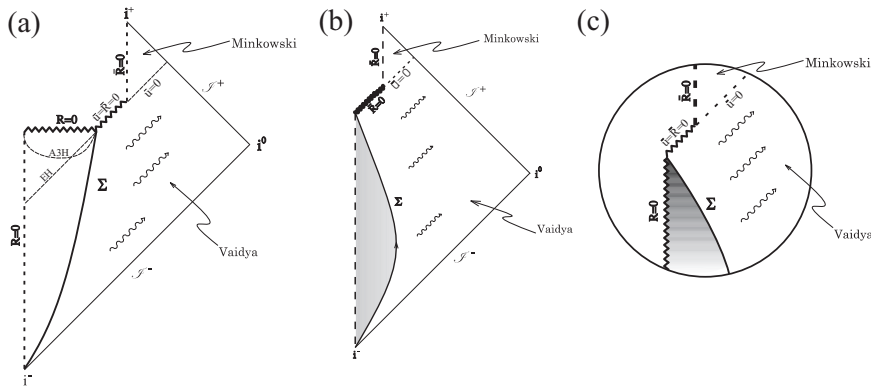 (a)
i⁺
Minkowski
R̄=0
ū=R̄=0
ū=0
ℐ⁺
R=0
A3H
EH
Σ
i⁰
R=0
Vaidya
ℐ⁻
i⁻
(b)
i⁺
Minkowski
R̄=0
ū=0
R̄=0
ℐ⁺
i⁰
Σ
Vaidya
ℐ⁻
i⁻
(c)
Minkowski
R̄=0
ū=0
ū=R̄=0
R=0
Σ
Vaidya